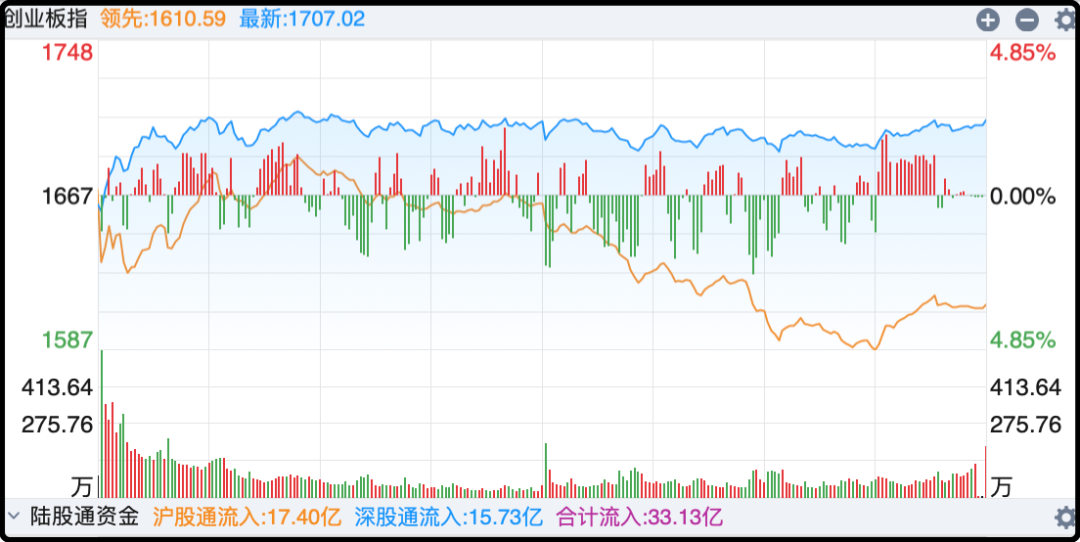 创业板指 领先:1610.59 最新:1707.02
1748 4.85%
1667 0.00%
1587 4.85%
413.64 413.64
275.76 275.76
万 万
陆股通资金 沪股通流入:17.40亿 深股通流入:15.73亿 合计流入:33.13亿